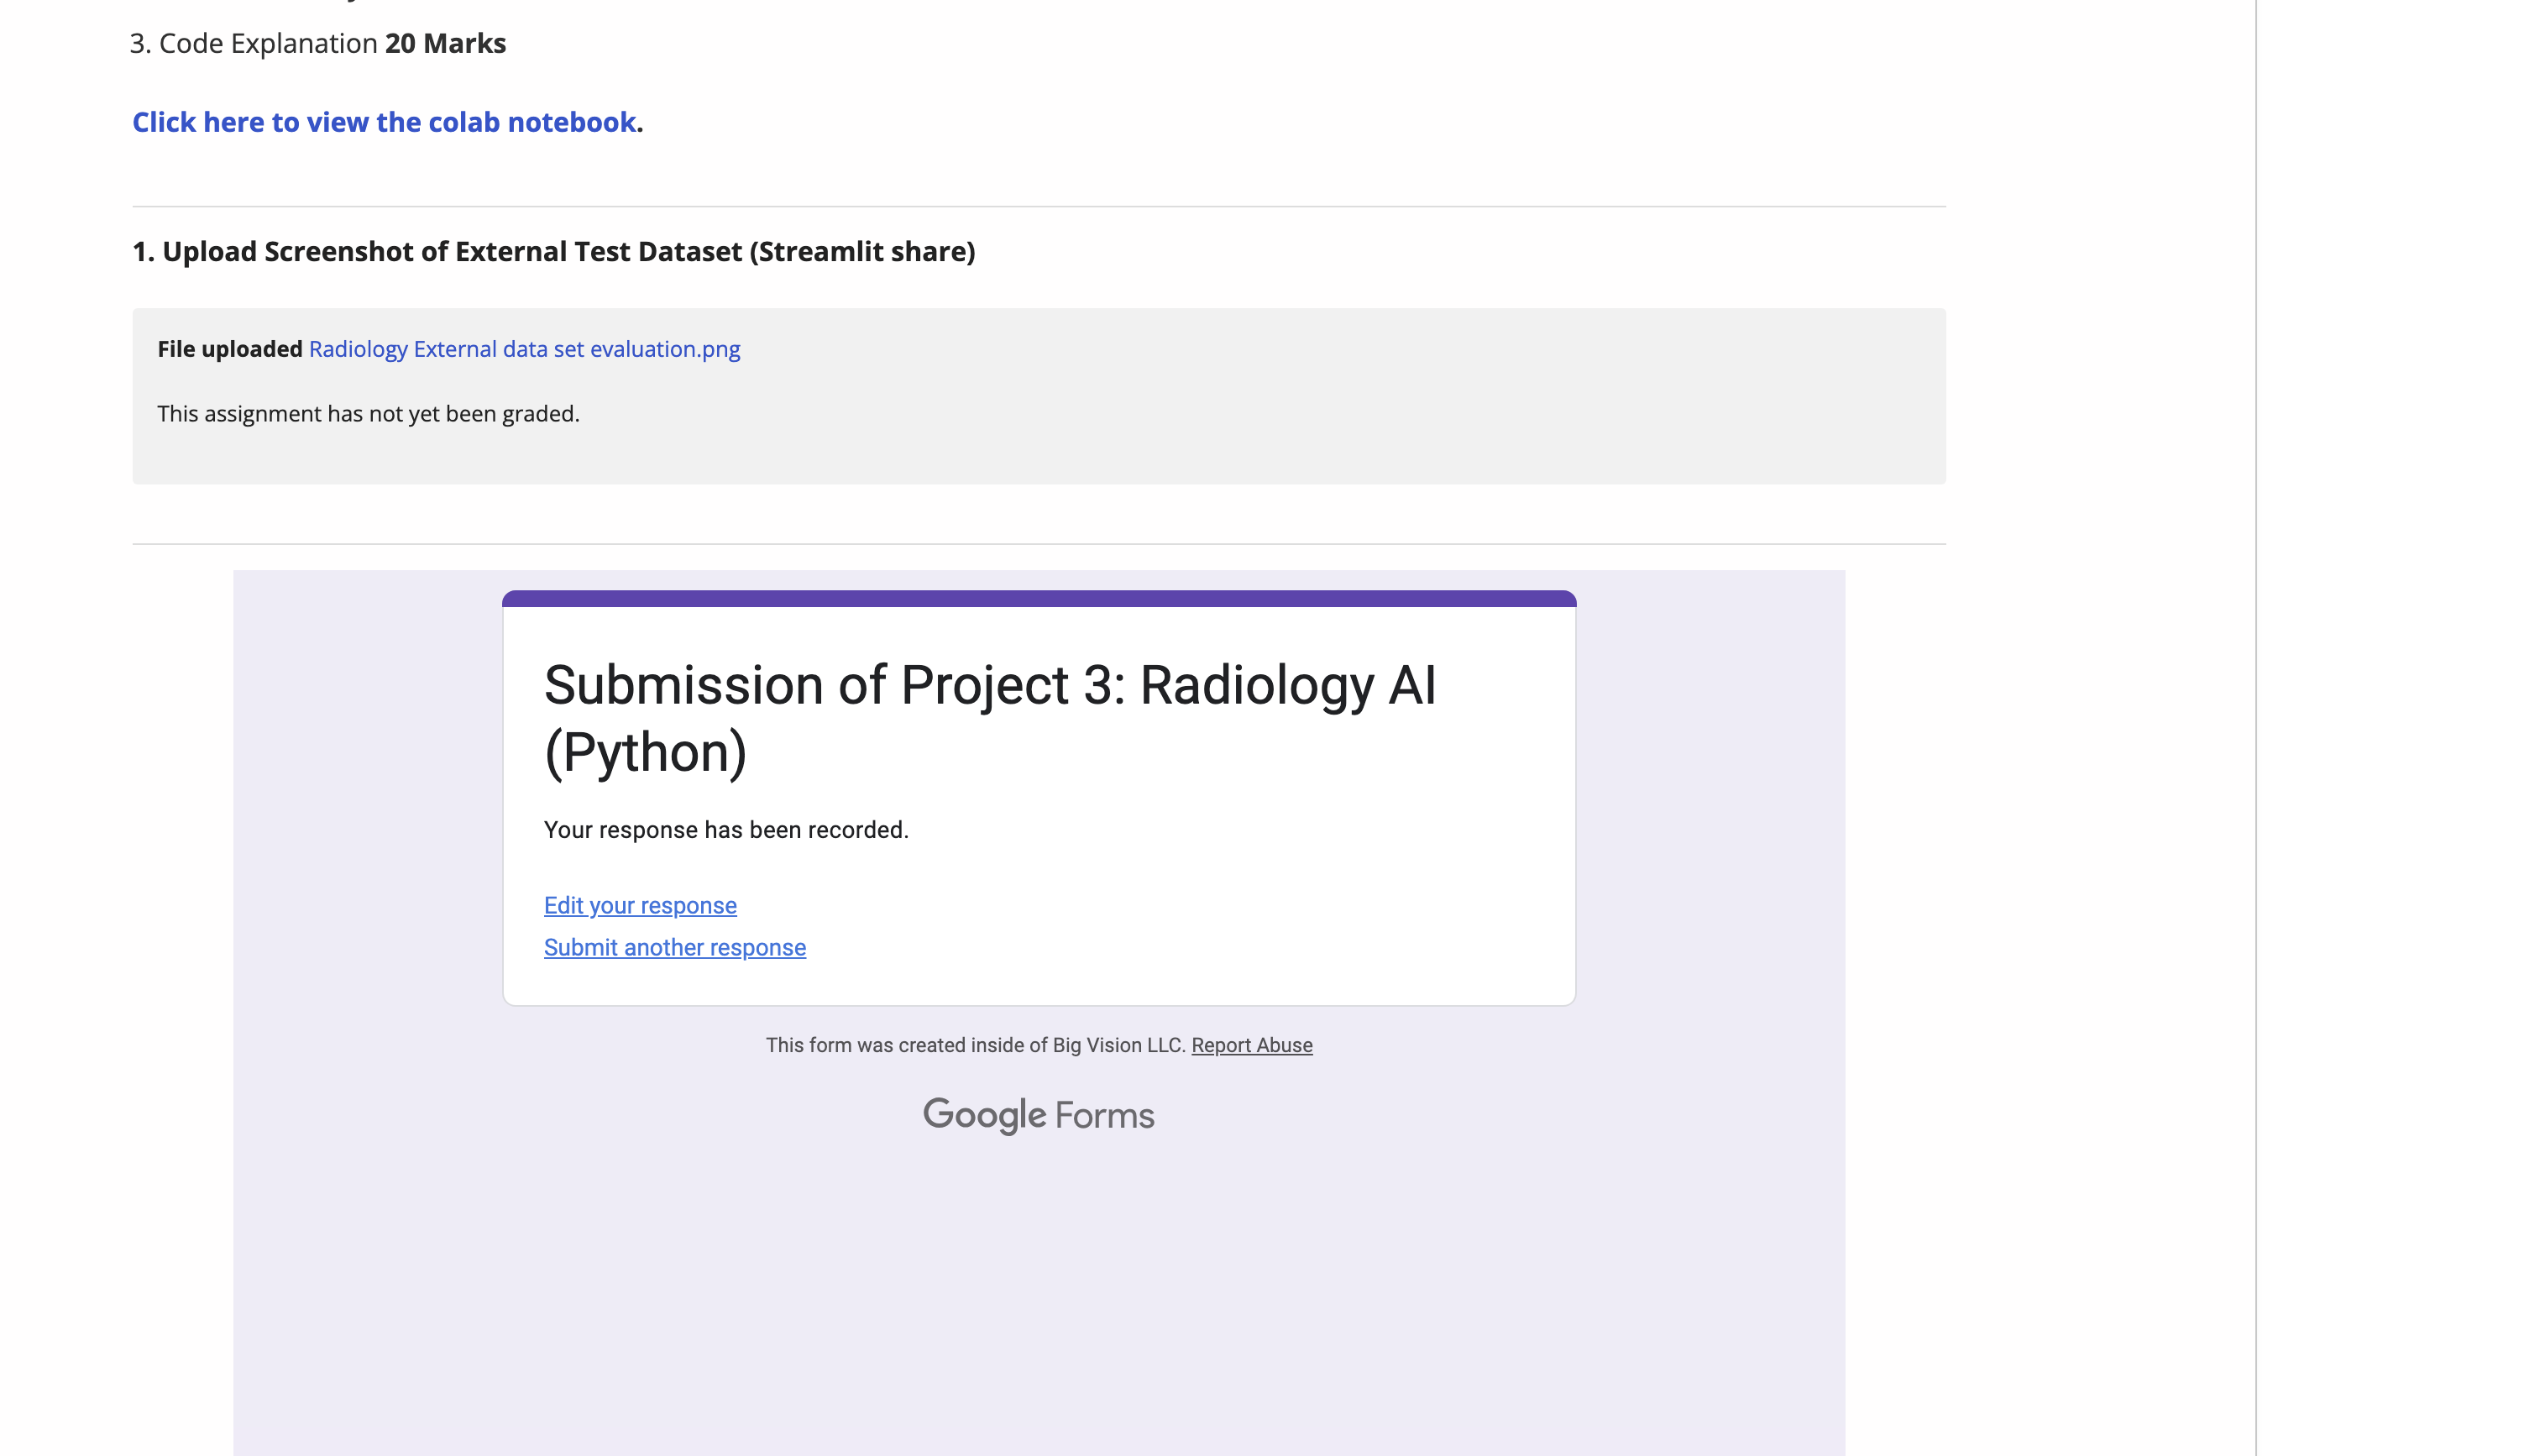 3. Code Explanation 20 Marks
Click here to view the colab notebook.
1. Upload Screenshot of External Test Dataset (Streamlit share)
File uploaded Radiology External data set evaluation.png
This assignment has not yet been graded.
Submission of Project 3: Radiology AI
(Python)
Your response has been recorded.
Edit your response
Submit another response
This form was created inside of Big Vision LLC. Report Abuse
Google Forms